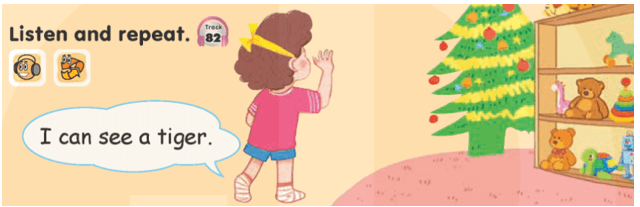 Listen and repeat.
Track
82
I can see a tiger.